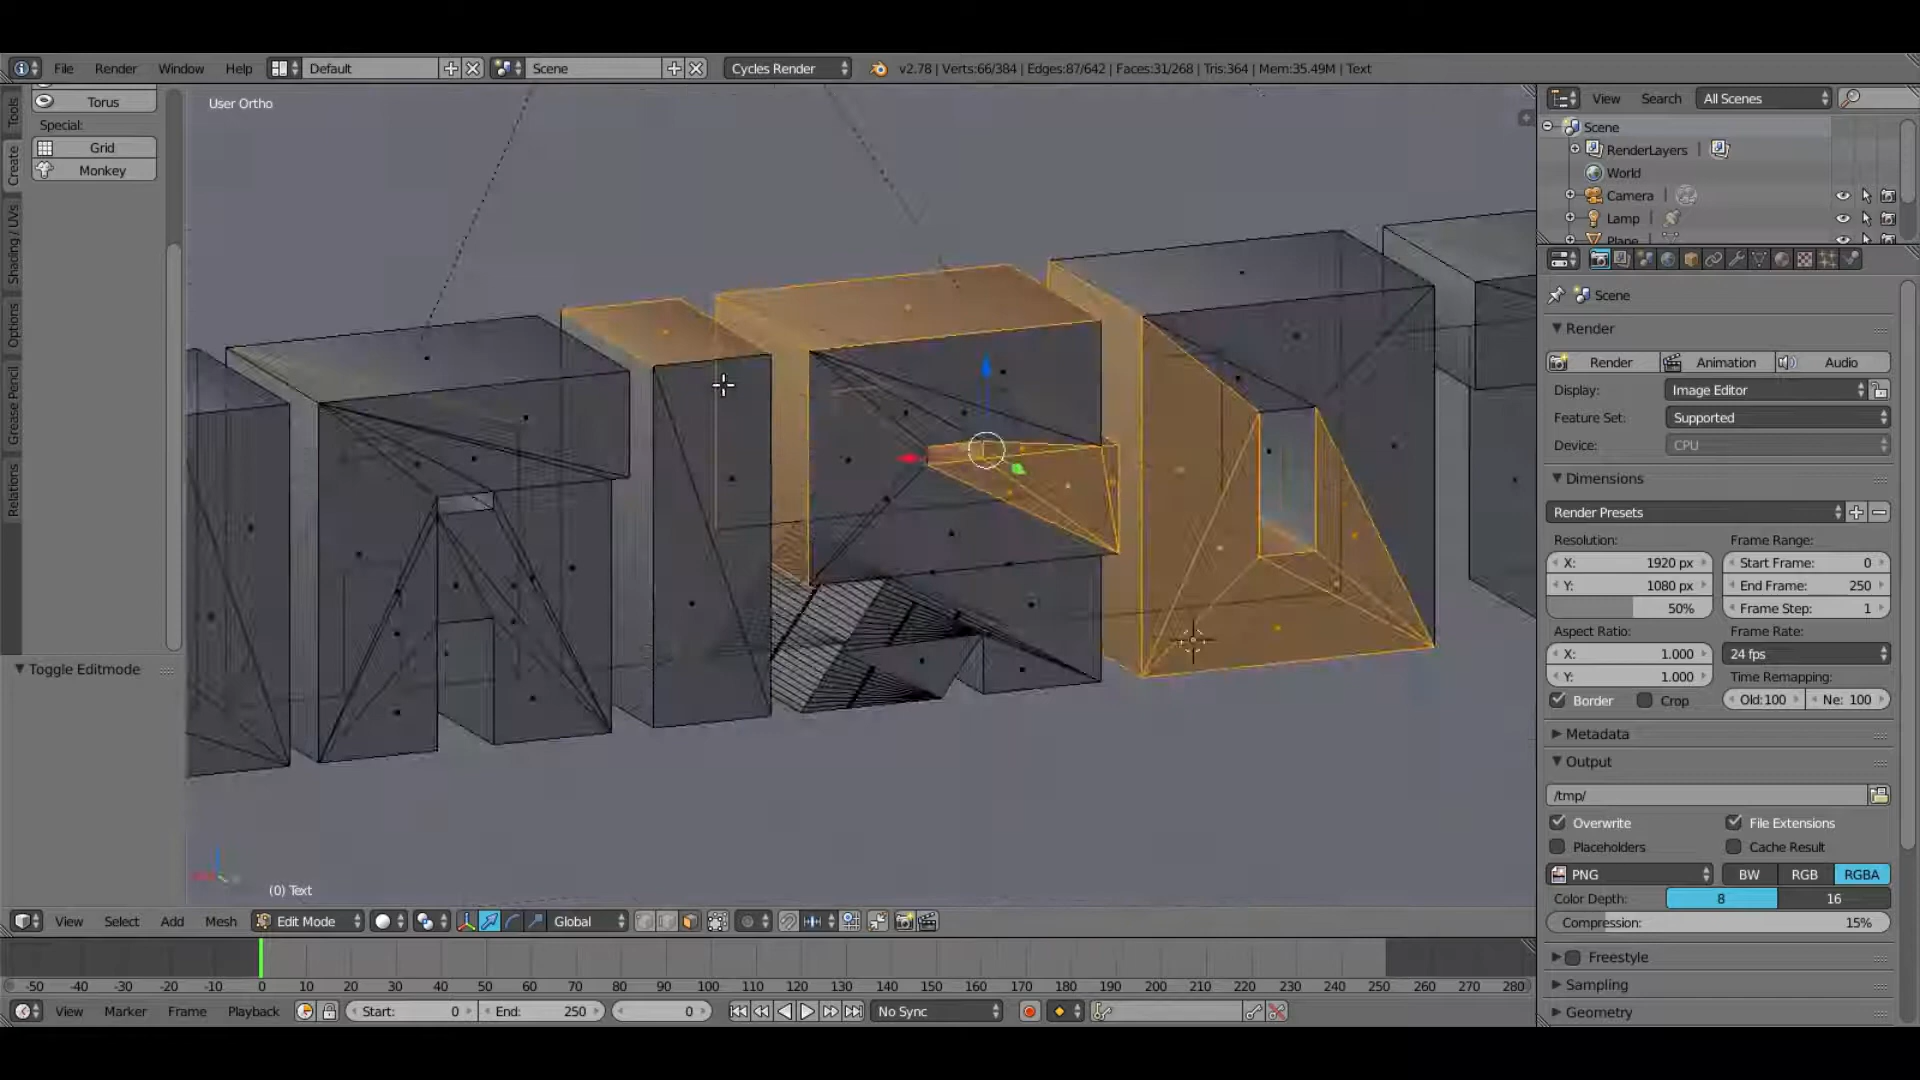 File Render Window Help Default Scene Cycles Render v2.78 | Verts:66/384 | Edges:87/642 | Faces:31/268 | Tris:364 | Mem:35.49M | Text
User Ortho
Tools
Create
Shading / UVs
Options
Grease Pencil
Relations
Torus
Special:
Grid
Monkey
Toggle Editmode
(0) Text
View Search All Scenes
Scene
RenderLayers
World
Camera
Lamp
Plane
Scene
Render
Render Animation Audio
Display: Image Editor
Feature Set: Supported
Device: CPU
Dimensions
Render Presets
Resolution: Frame Range:
X: 1920 px Start Frame: 0
Y: 1080 px End Frame: 250
50% Frame Step: 1
Aspect Ratio: Frame Rate:
X: 1.000 24 fps
Y: 1.000 Time Remapping:
Border Crop Old:100 Ne: 100
Metadata
Output
/tmp/
Overwrite File Extensions
Placeholders Cache Result
PNG BW RGB RGBA
Color Depth: 8 16
Compression: 15%
Freestyle
Sampling
Geometry
View Select Add Mesh Edit Mode Global
-50 -40 -30 -20 -10 0 10 20 30 40 50 60 70 80 90 100 110 120 130 140 150 160 170 180 190 200 210 220 230 240 250 260 270 280
View Marker Frame Playback Start: 0 End: 250 0 No Sync